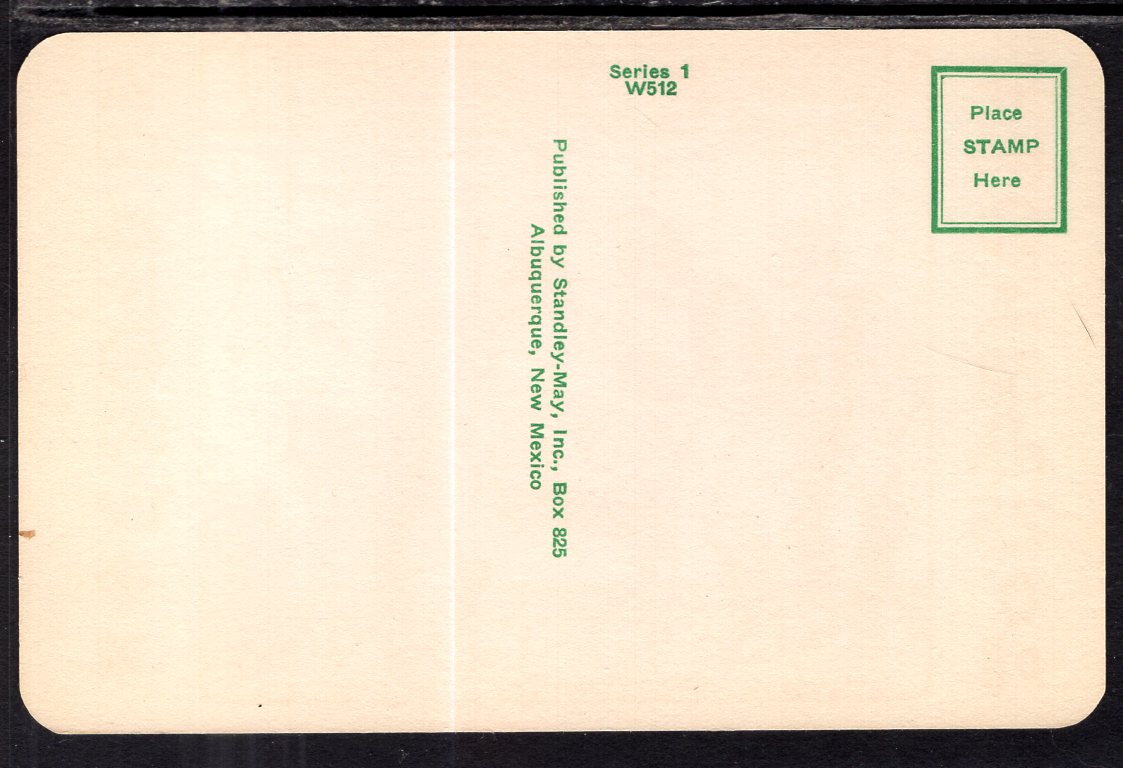 Series 1
W512
Place
STAMP
Here
Published by Standley-May, Inc., Box 825
Albuquerque, New Mexico